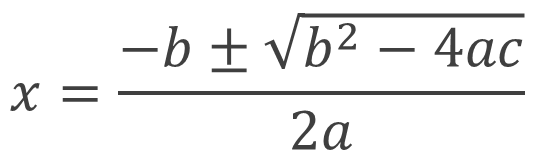 x = (−b ± √(b² − 4ac)) / 2a